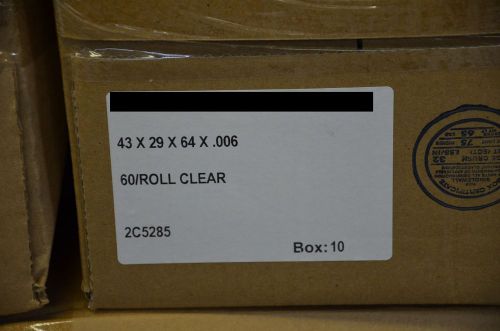 43 X 29 X 64 X .006
60/ROLL CLEAR
2C5285
Box: 10